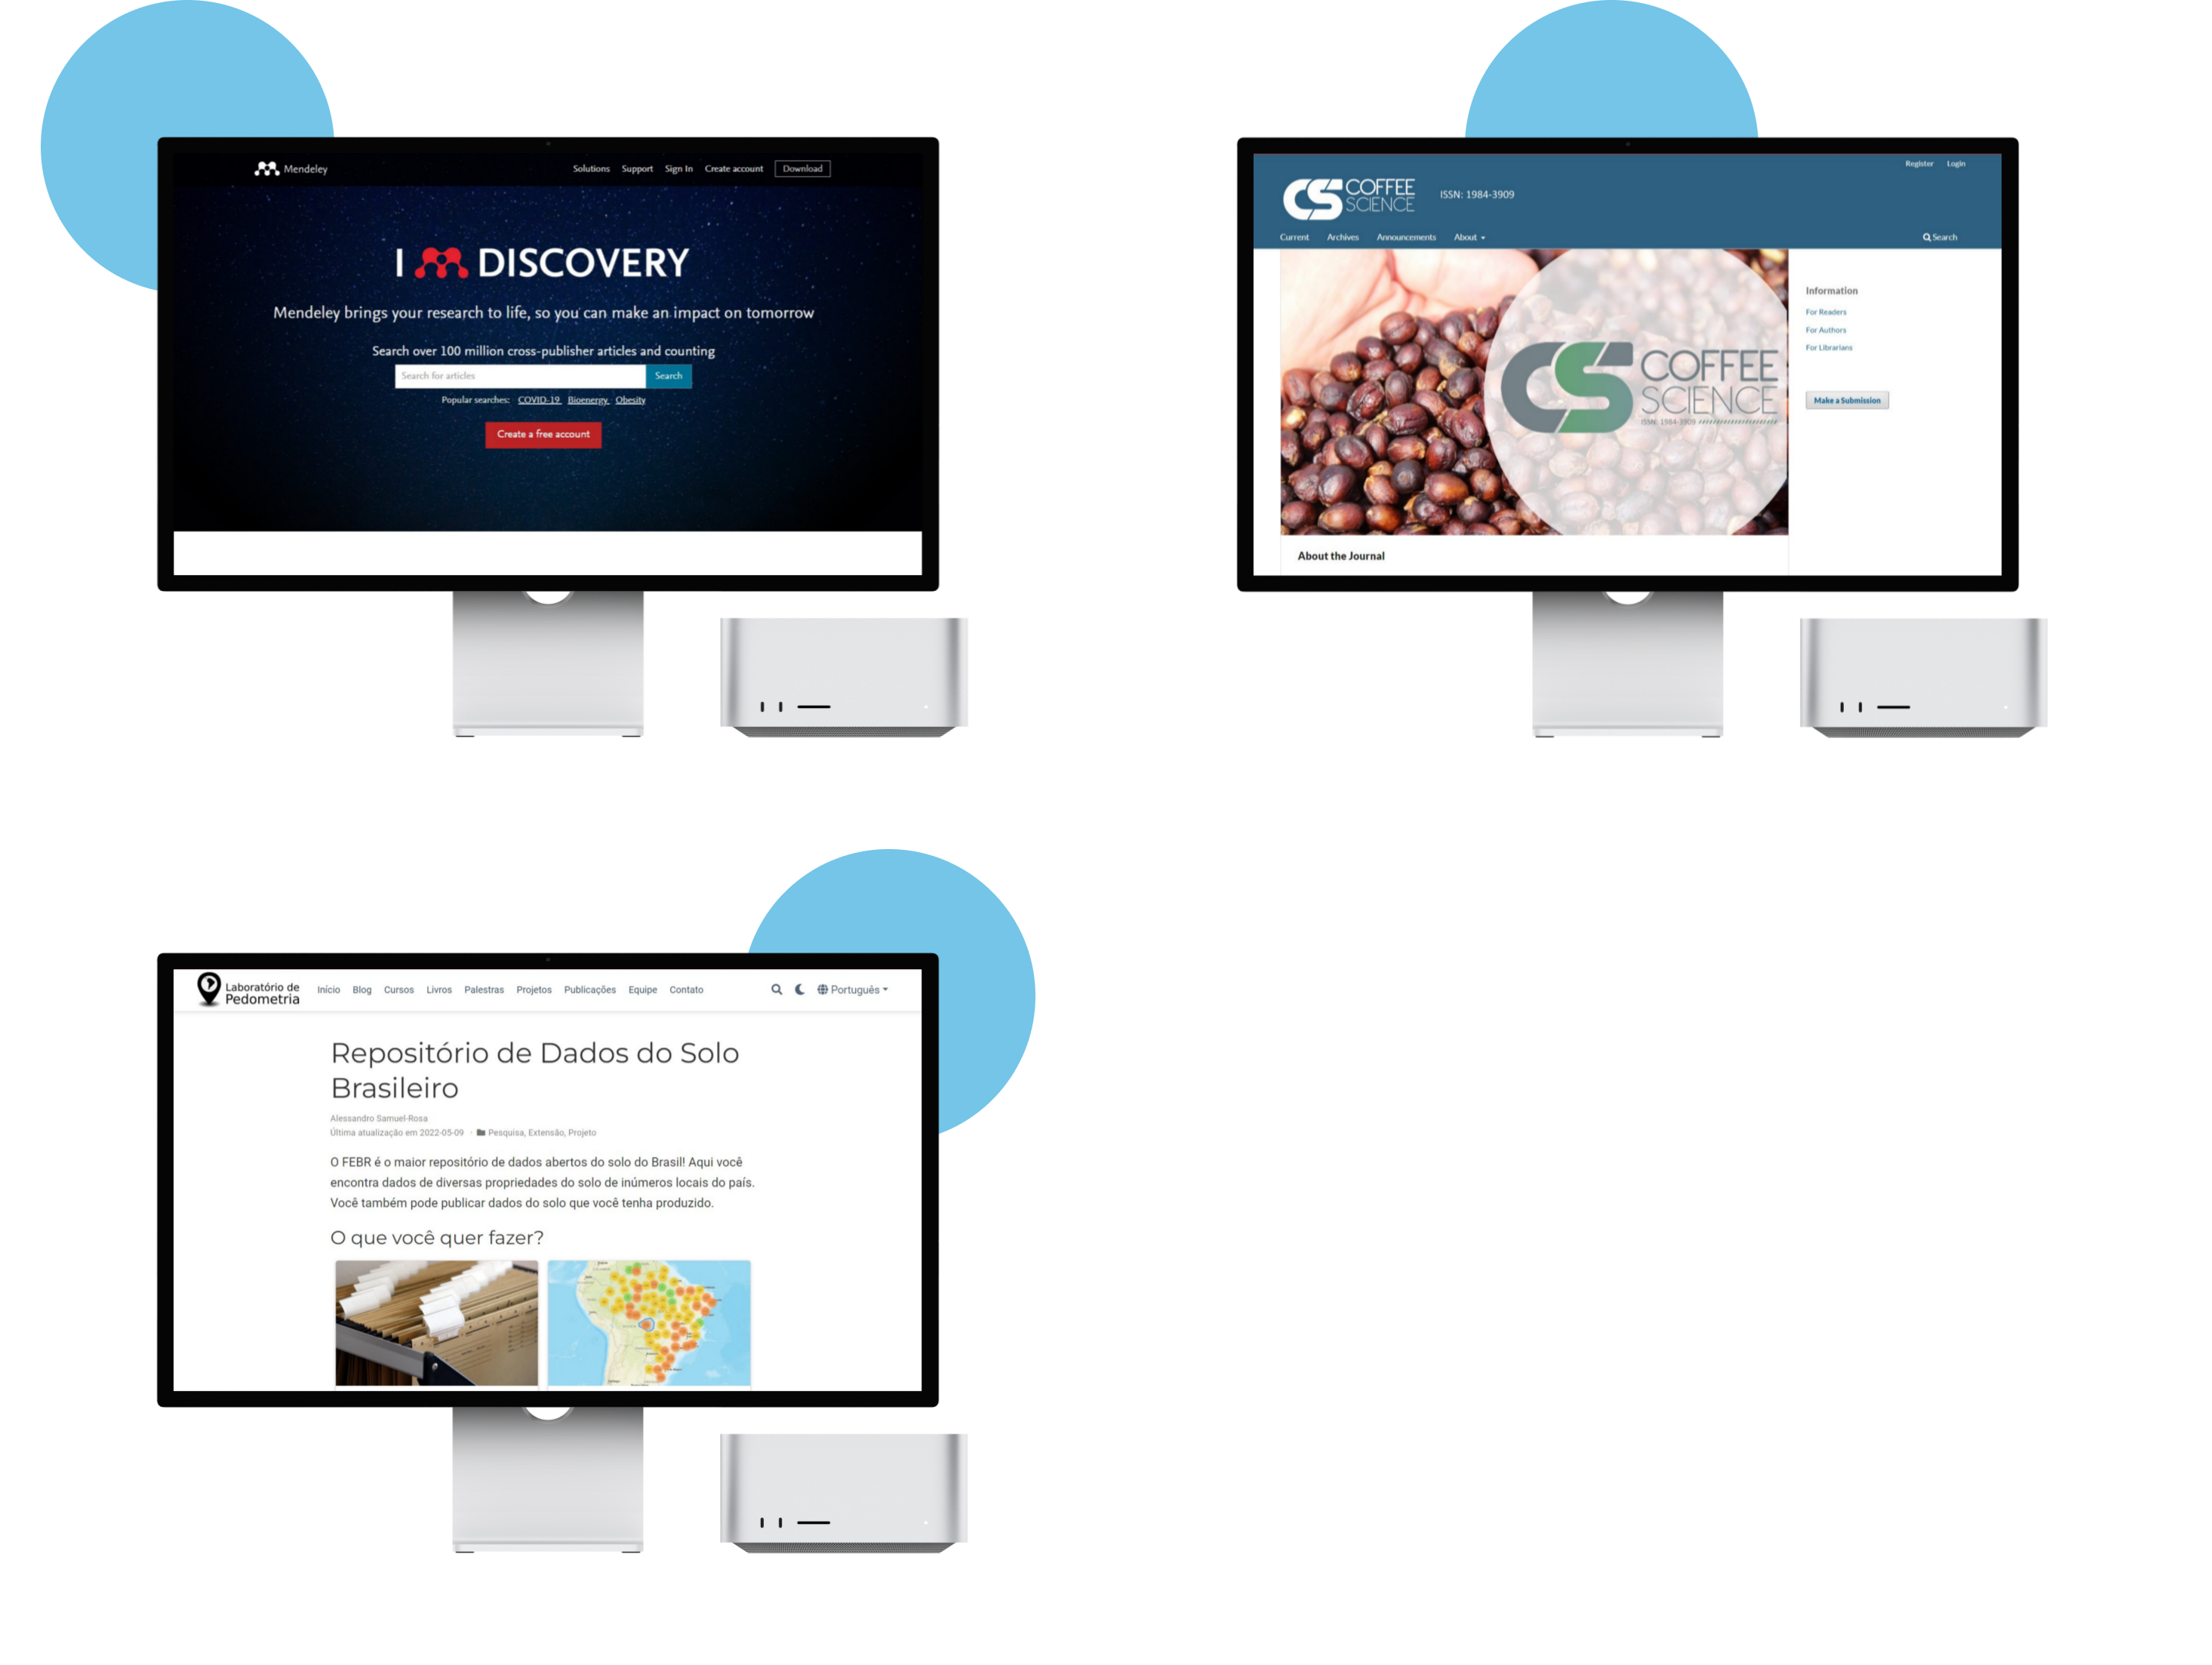 Mendeley
Solutions Support Sign In Create account Download
I DISCOVERY
Mendeley brings your research to life, so you can make an impact on tomorrow
Search over 100 million cross-publisher articles and counting
Search for articles Search
Popular searches: COVID-19 Bioenergy Obesity
Create a free account
Register Login
CS COFFEE
SCIENCE
ISSN: 1984-3909
Current Archives Announcements About
Search
CS COFFEE
SCIENCE
ISSN: 1984-3909
Information
For Readers
For Authors
For Librarians
Make a Submission
About the Journal
Laboratório de
Pedometria
Início Blog Cursos Livros Palestras Projetos Publicações Equipe Contato
Português
Repositório de Dados do Solo
Brasileiro
Alessandro Samuel-Rosa
Última atualização em 2022-05-09 · Pesquisa, Extensão, Projeto
O FEBR é o maior repositório de dados abertos do solo do Brasil! Aqui você
encontra dados de diversas propriedades do solo de inúmeros locais do país.
Você também pode publicar dados do solo que você tenha produzido.
O que você quer fazer?